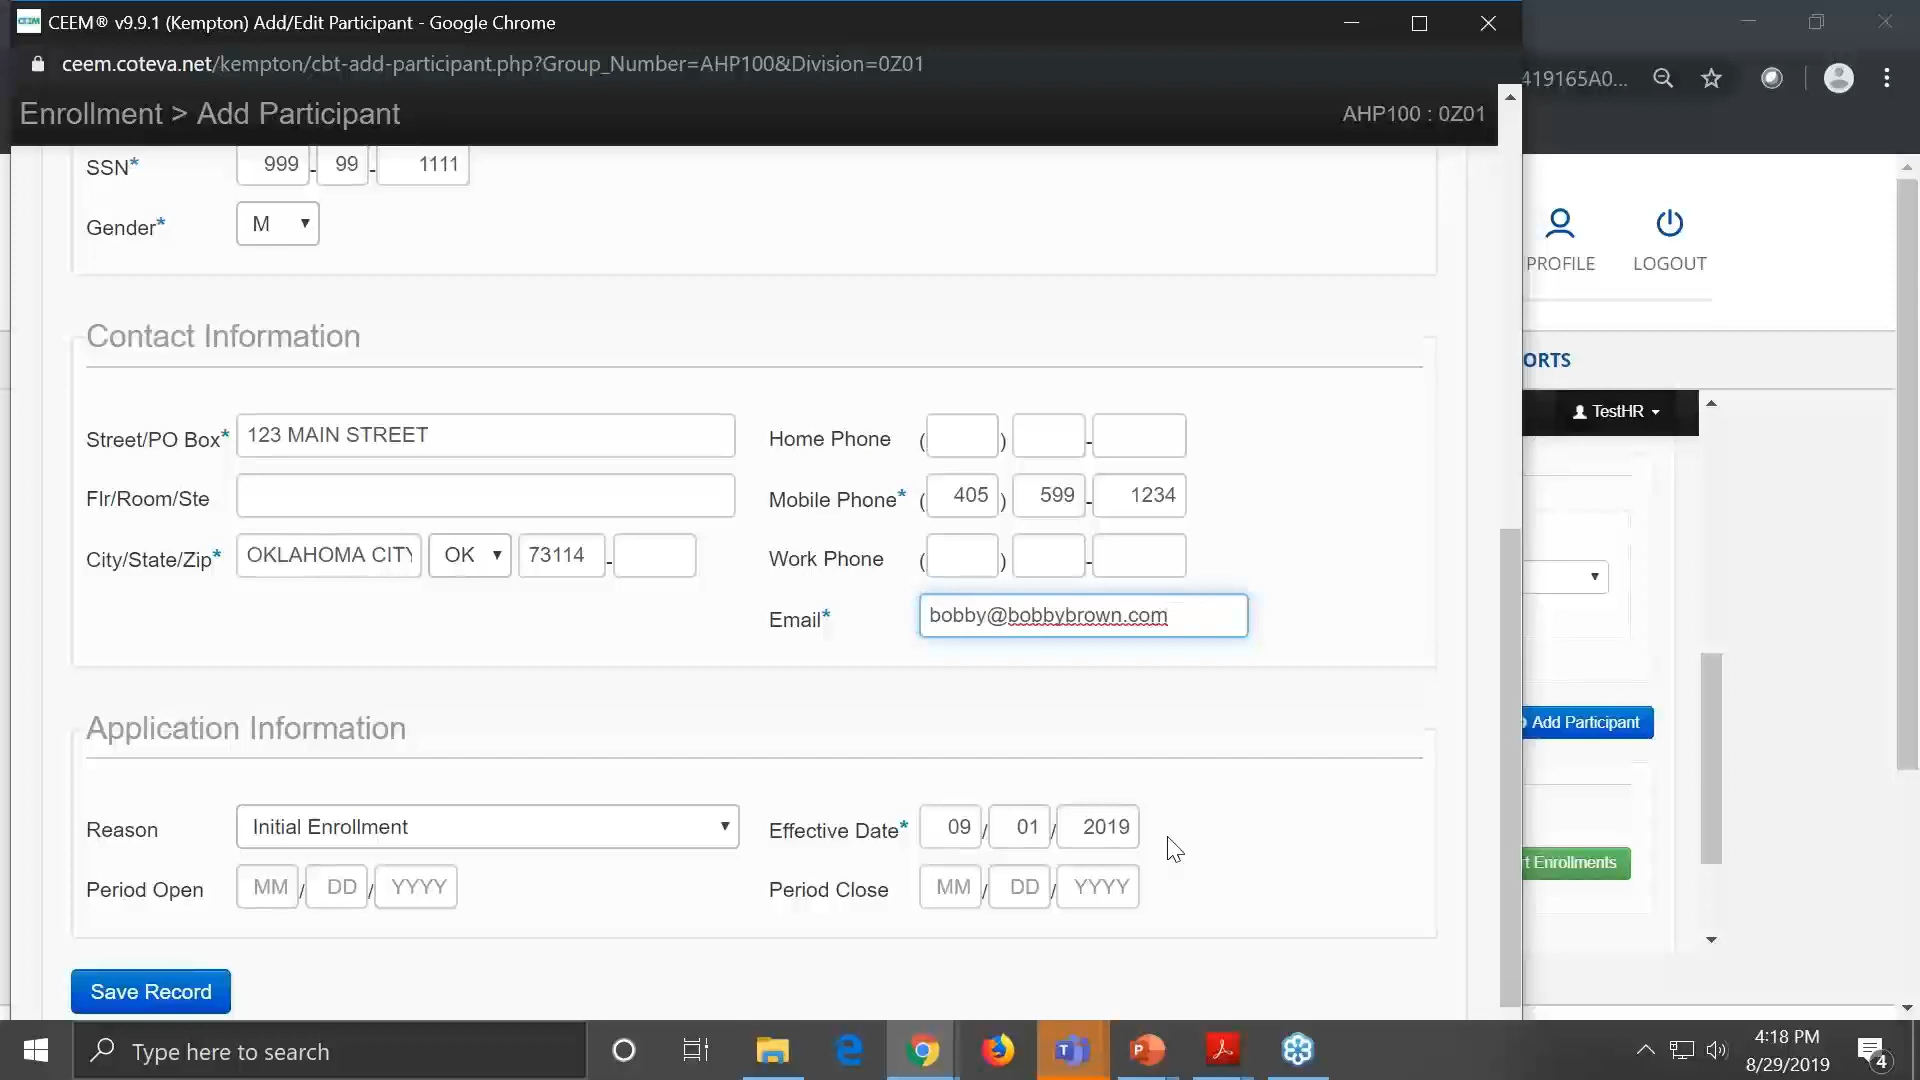 CEEM CEEM® v9.9.1 (Kempton) Add/Edit Participant - Google Chrome
ceem.coteva.net/kempton/cbt-add-participant.php?Group_Number=AHP100&Division=0Z01
419165A0...
Enrollment > Add Participant
AHP100 : 0Z01
SSN* 999 - 99 - 1111
Gender* M
PROFILE
LOGOUT
Contact Information
ORTS
TestHR
Street/PO Box* 123 MAIN STREET
Home Phone ( ) -
Flr/Room/Ste
Mobile Phone* ( 405 ) 599 - 1234
City/State/Zip* OKLAHOMA CITY OK 73114 -
Work Phone ( ) -
Email* bobby@bobbybrown.com
Add Participant
Application Information
Reason Initial Enrollment
Effective Date* 09 / 01 / 2019
t Enrollments
Period Open MM / DD / YYYY
Period Close MM / DD / YYYY
Save Record
Type here to search
4:18 PM
8/29/2019
4